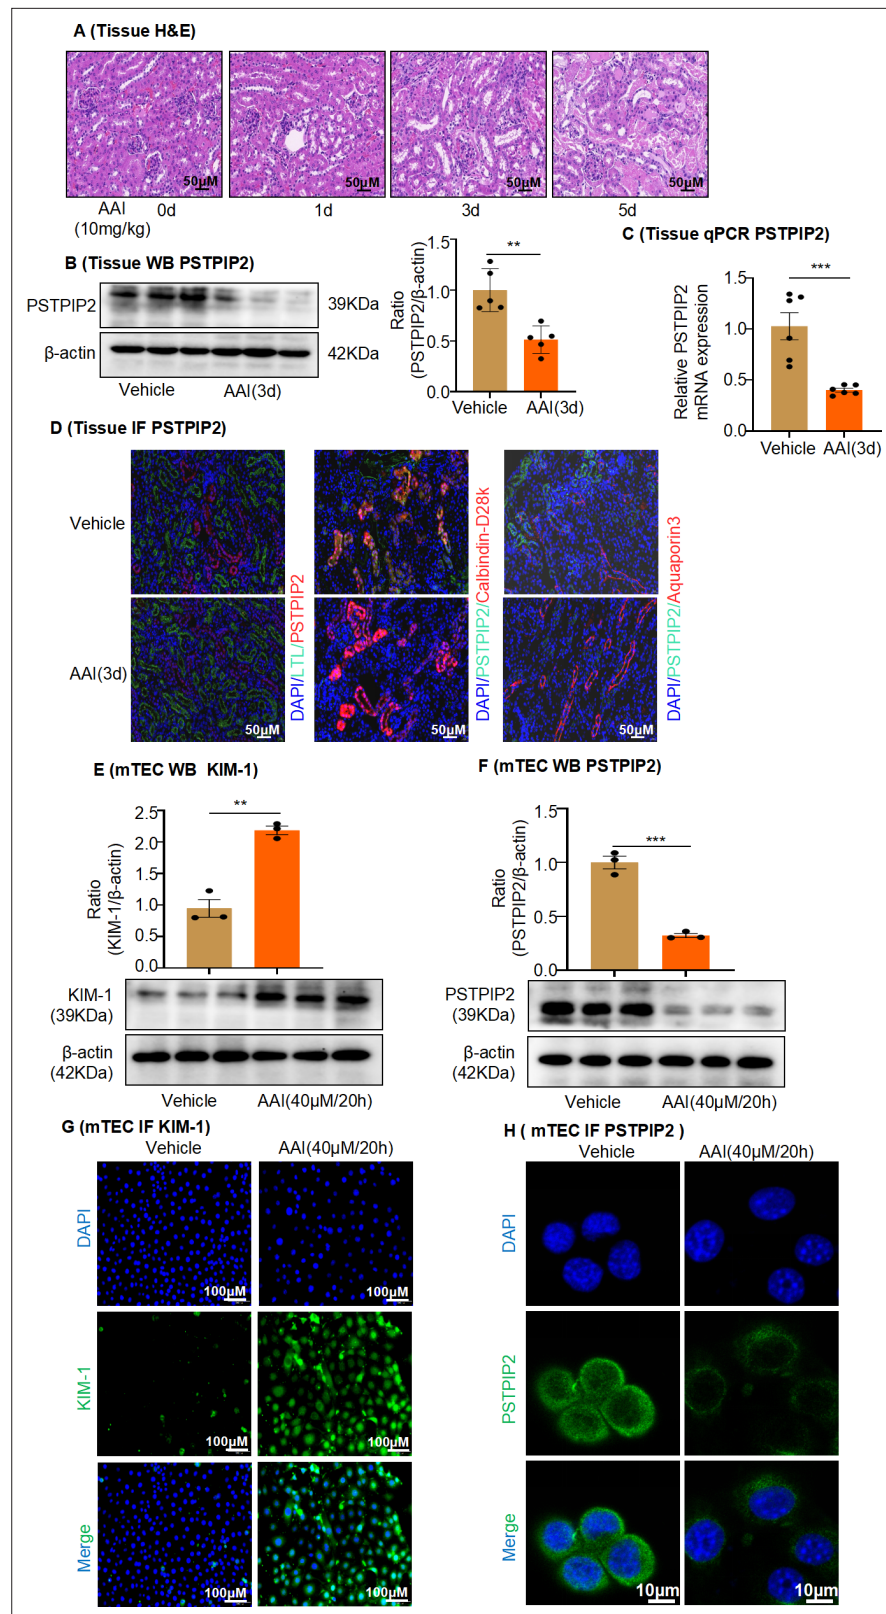 A (Tissue H&E)
50μM 50μM 50μM 50μM
AAI 0d 1d 3d 5d
(10mg/kg)
B (Tissue WB PSTPIP2)
PSTPIP2 39KDa
β-actin 42KDa
Vehicle AAI(3d)
Ratio
(PSTPIP2/β-actin)
1.5
1.0
0.5
0.0
**
Vehicle AAI(3d)
C (Tissue qPCR PSTPIP2)
Relative PSTPIP2
mRNA expression
1.5
1.0
0.5
0.0
***
Vehicle AAI(3d)
D (Tissue IF PSTPIP2)
Vehicle
AAI(3d)
DAPI/LTL/PSTPIP2
DAPI/PSTPIP2/Calbindin-D28k
DAPI/PSTPIP2/Aquaporin3
50μM 50μM 50μM
E (mTEC WB KIM-1)
Ratio
(KIM-1/β-actin)
2.5
2.0
1.5
1.0
0.5
0.0
**
KIM-1
(39KDa)
β-actin
(42KDa)
Vehicle AAI(40μM/20h)
F (mTEC WB PSTPIP2)
Ratio
(PSTPIP2/β-actin)
1.5
1.0
0.5
0.0
***
PSTPIP2
(39KDa)
β-actin
(42KDa)
Vehicle AAI(40μM/20h)
G (mTEC IF KIM-1)
Vehicle AAI(40μM/20h)
DAPI
100μM 100μM
KIM-1
100μM 100μM
Merge
100μM 100μM
H ( mTEC IF PSTPIP2 )
Vehicle AAI(40μM/20h)
DAPI
PSTPIP2
Merge
10μm 10μm